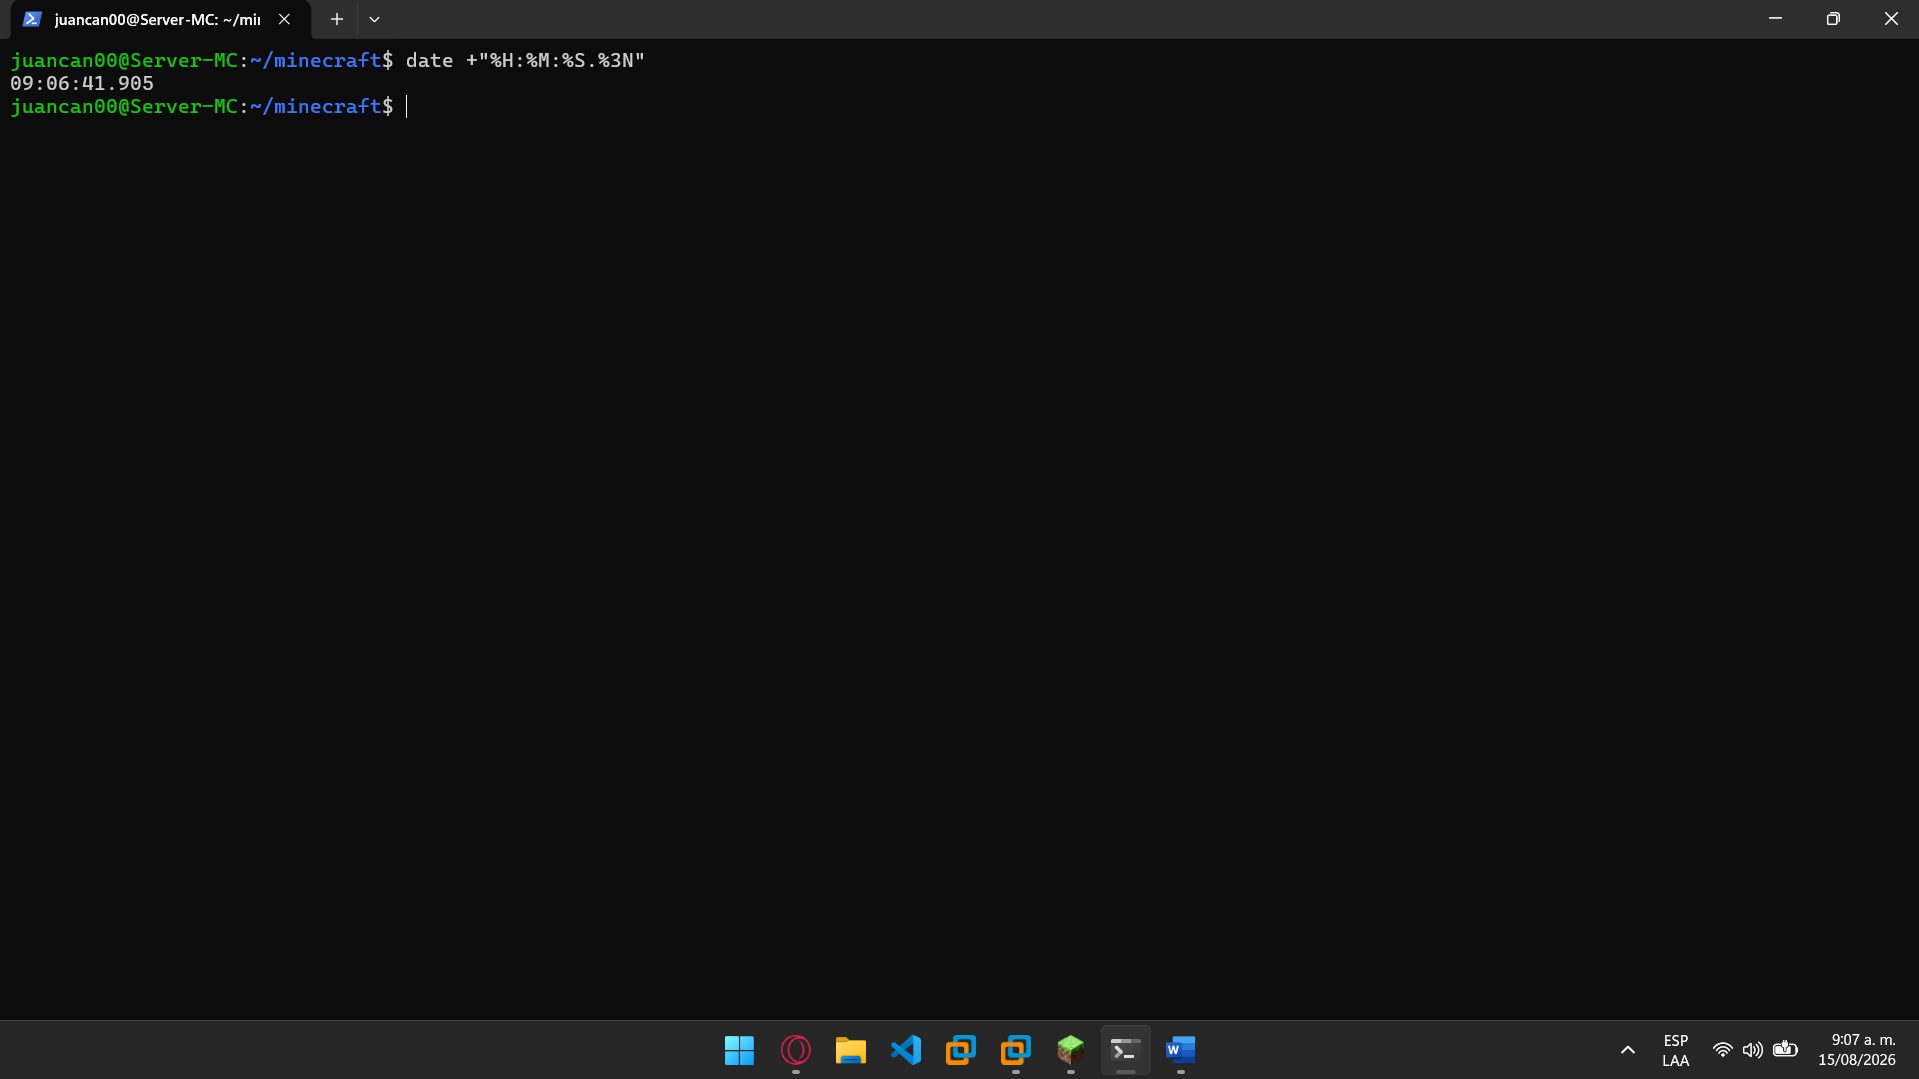 juancan00@Server-MC: ~/mi
juancan00@Server-MC:~/minecraft$ date +"%H:%M:%S.%3N"
09:06:41.905
juancan00@Server-MC:~/minecraft$
W
ESP
LAA
9:07 a. m.
15/08/2026